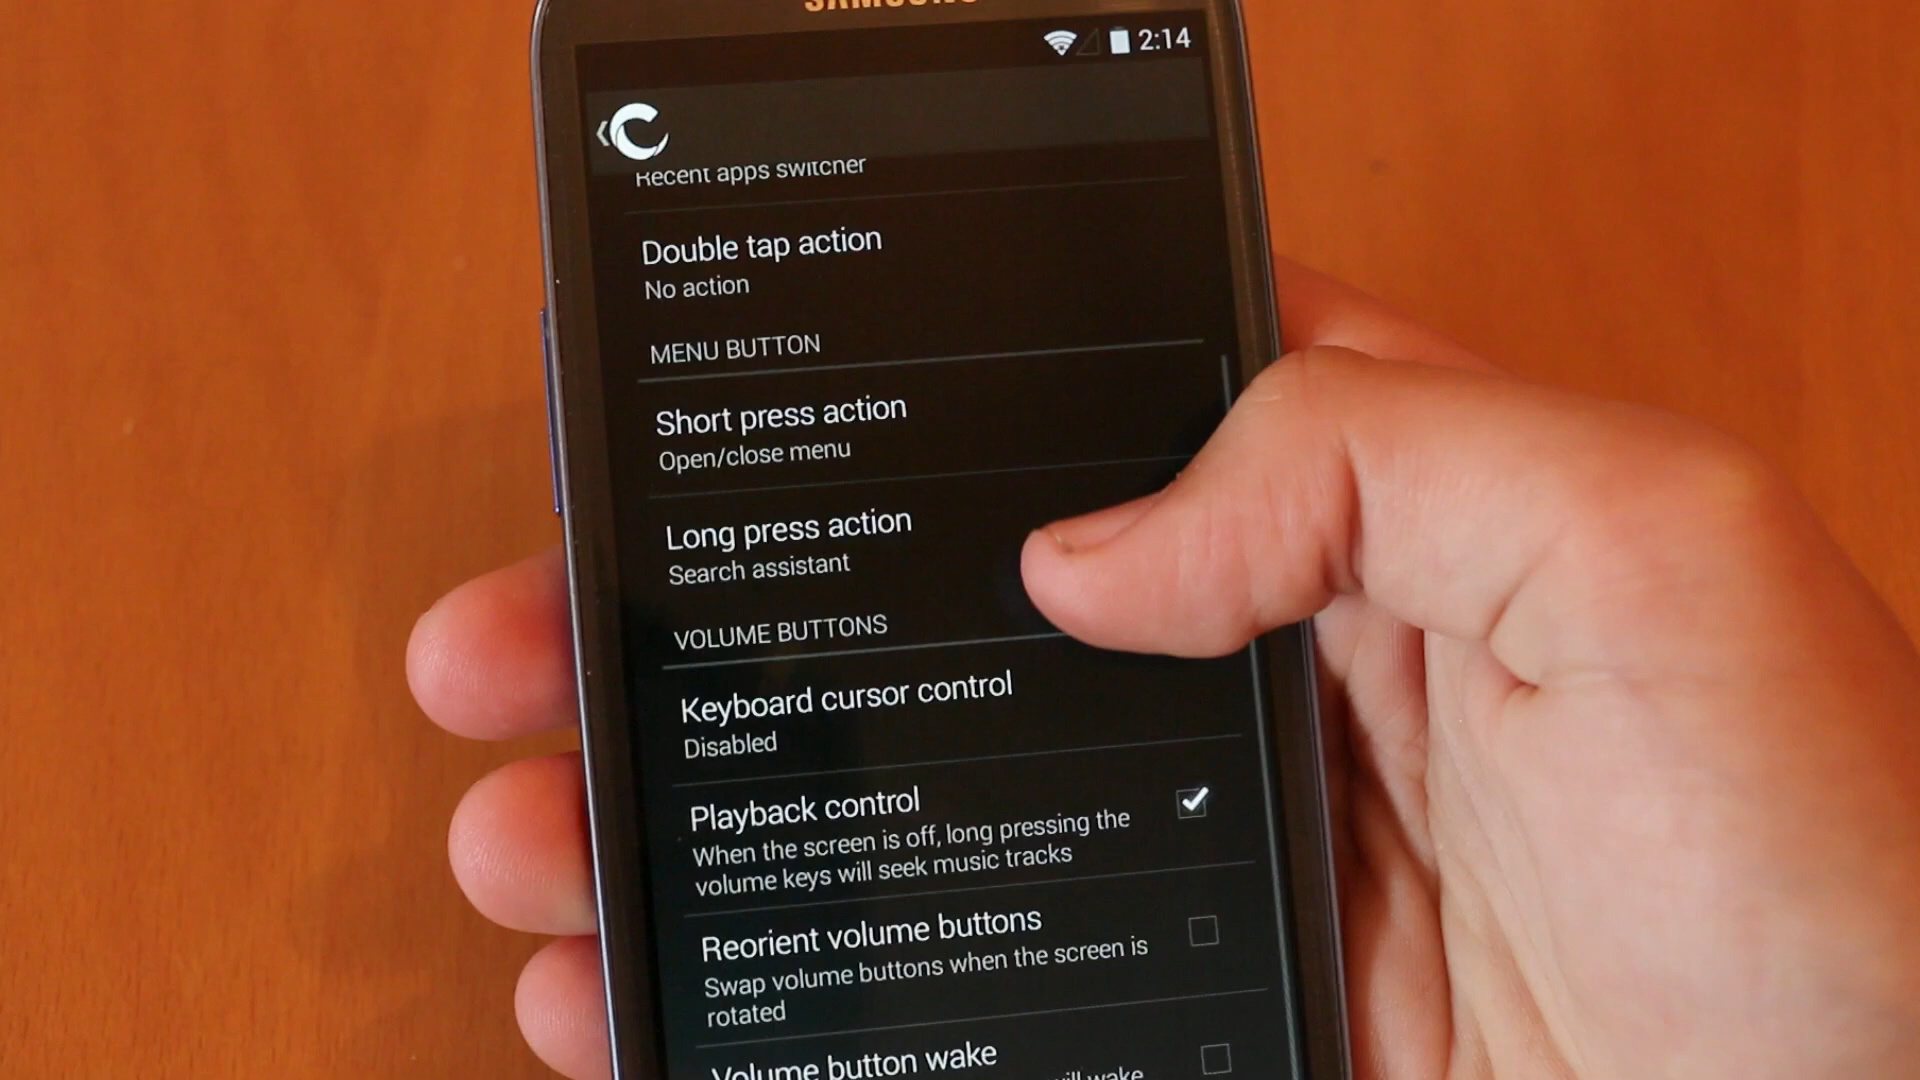 SAMSUNG
2:14
Recent apps switcher
Double tap action
No action
MENU BUTTON
Short press action
Open/close menu
Long press action
Search assistant
VOLUME BUTTONS
Keyboard cursor control
Disabled
Playback control
When the screen is off, long pressing the
volume keys will seek music tracks
Reorient volume buttons
Swap volume buttons when the screen is
rotated
Volume button wake
will wake